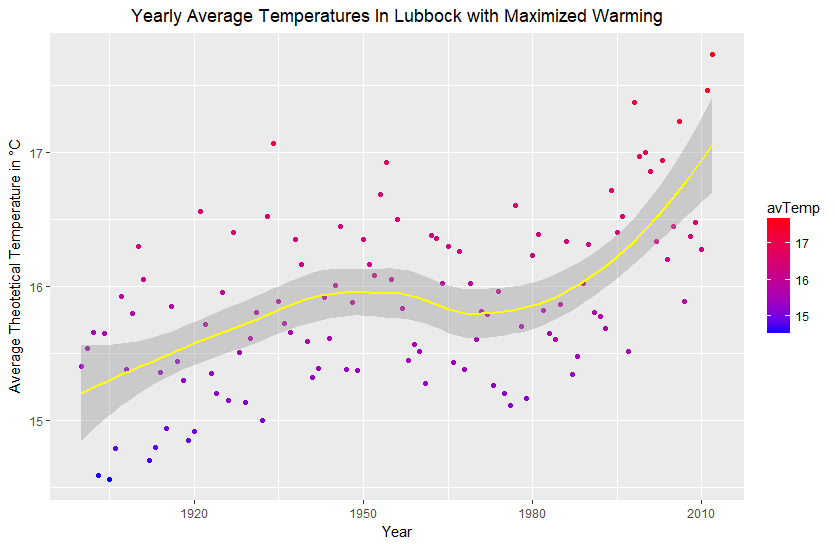 Yearly Average Temperatures In Lubbock with Maximized Warming
Average Theotetical Temperature in °C
17
16
15
1920
1950
1980
2010
Year
avTemp
17
16
15